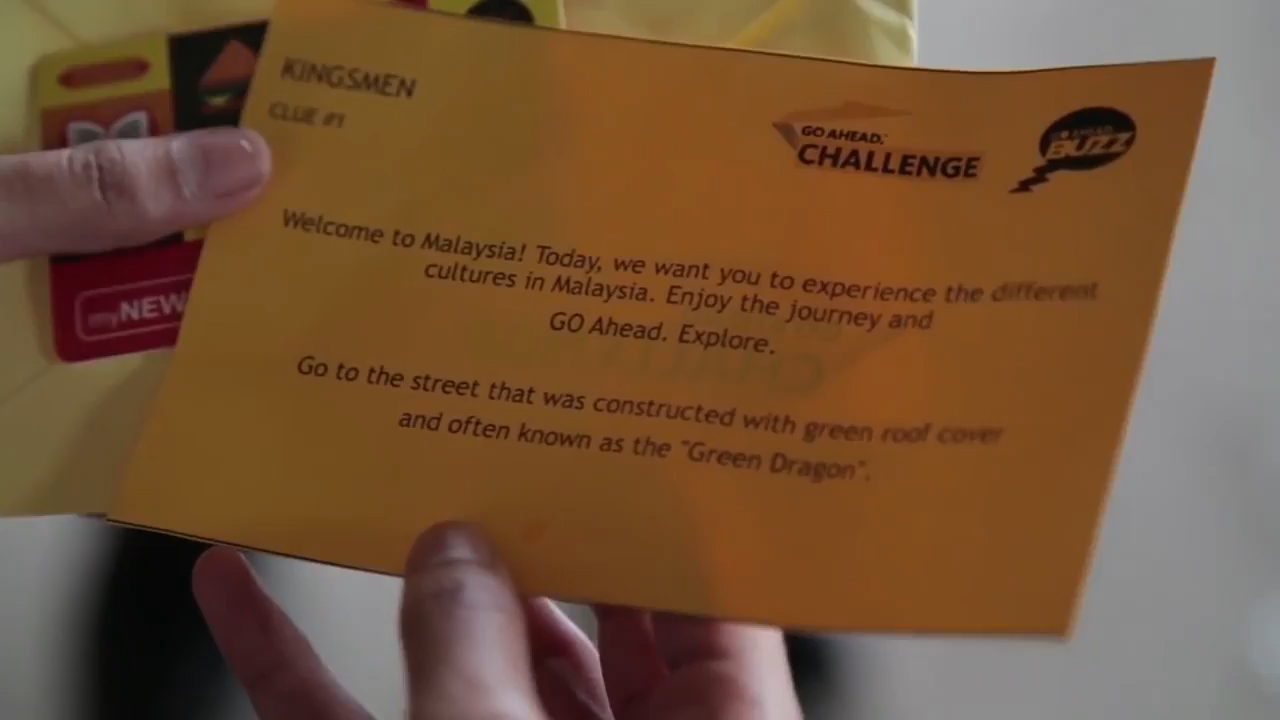 KINGSMEN
CLUE #1
GO AHEAD.
CHALLENGE
GO AHEAD
BUZZ
Welcome to Malaysia! Today, we want you to experience the different
cultures in Malaysia. Enjoy the journey and
GO Ahead. Explore.
Go to the street that was constructed with green roof cover
and often known as the "Green Dragon".
myNEW